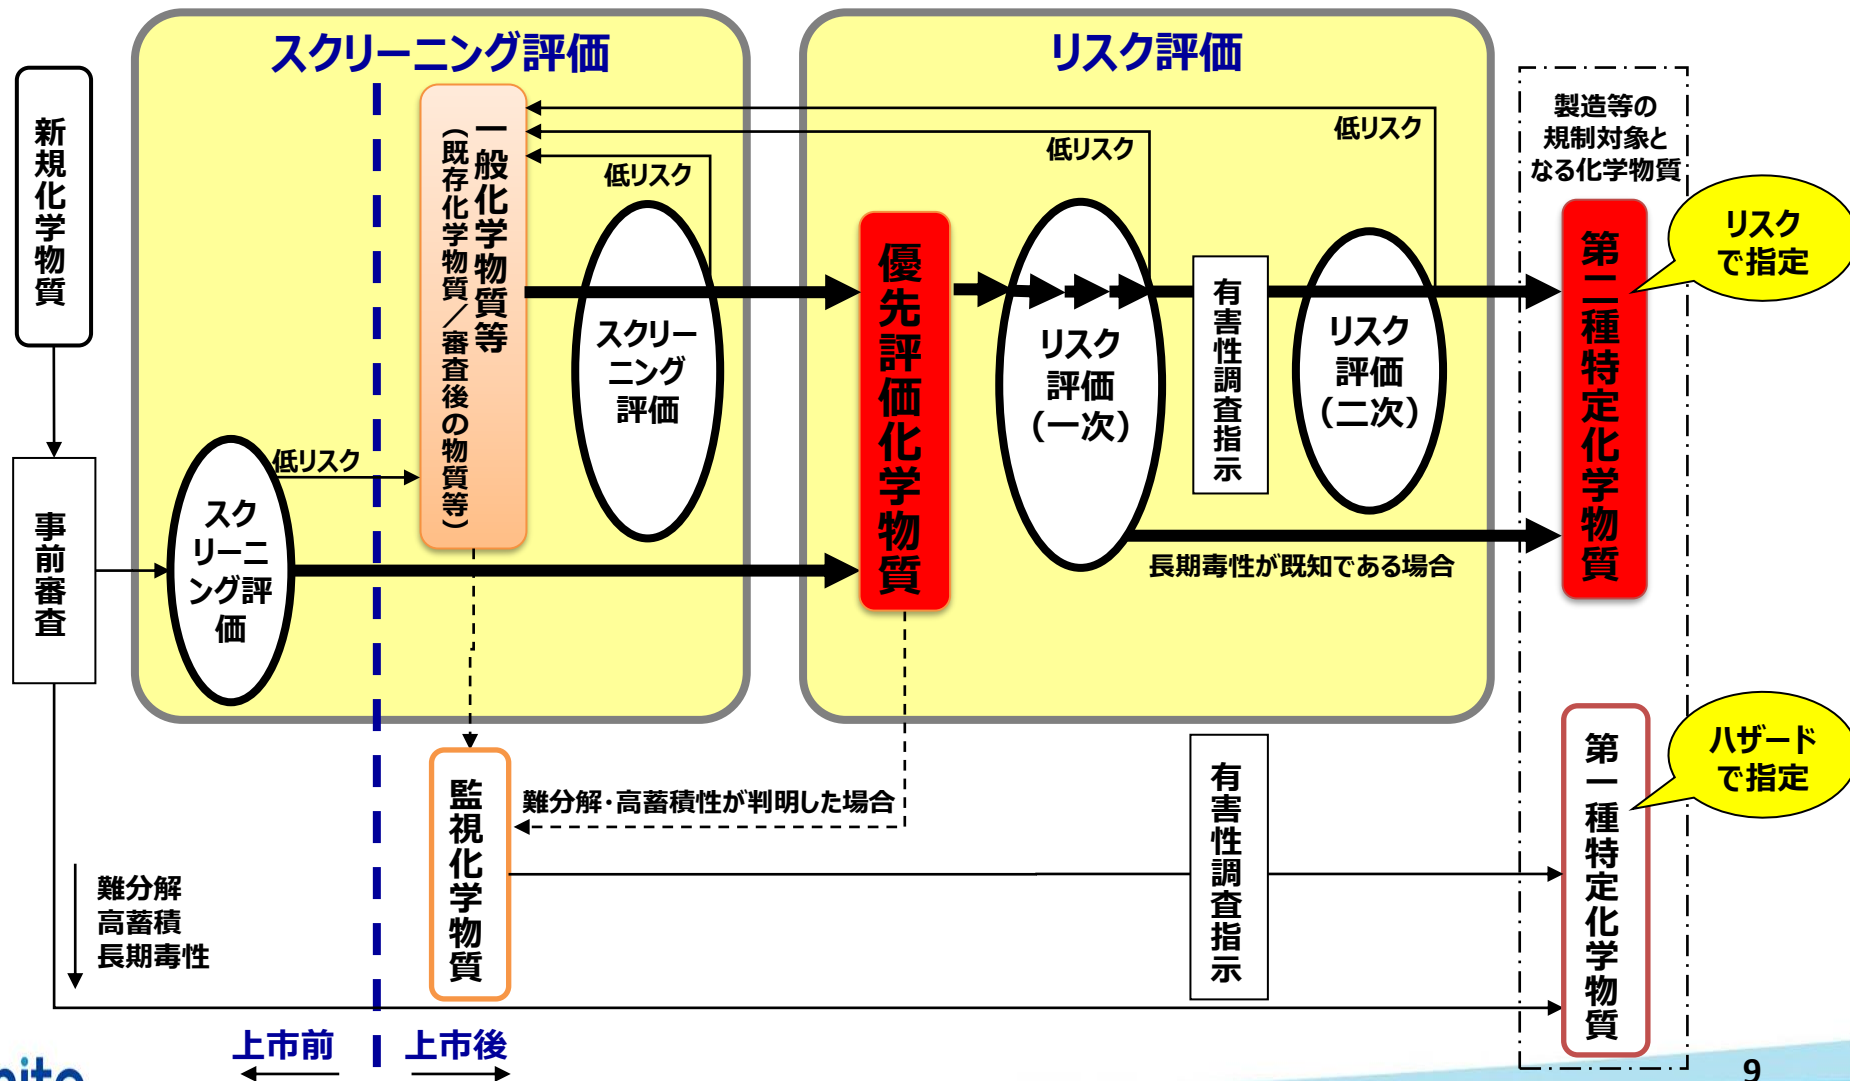 スクリーニング評価
リスク評価
新規化学物質
一般化学物質等
（既存化学物質／審査後の物質等）
低リスク
低リスク
低リスク
製造等の
規制対象と
なる化学物質
リスク
で指定
優先評価化学物質
スクリー
ニング
評価
リスク
評価
（一次）
有害性調査指示
リスク
評価
（二次）
第二種特定化学物質
低リスク
事前審査
スク
リーニ
ング評
価
長期毒性が既知である場合
監視化学物質
難分解・高蓄積性が判明した場合
有害性調査指示
第一種特定化学物質
ハザード
で指定
難分解
高蓄積
長期毒性
上市前
上市後
nite
9